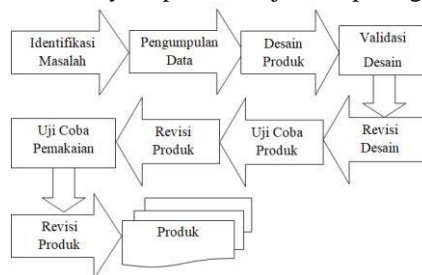 Identifikasi
Masalah
Pengumpulan
Data
Desain
Produk
Validasi
Desain
Revisi
Desain
Uji Coba
Produk
Revisi
Produk
Uji Coba
Pemakaian
Revisi
Produk
Produk